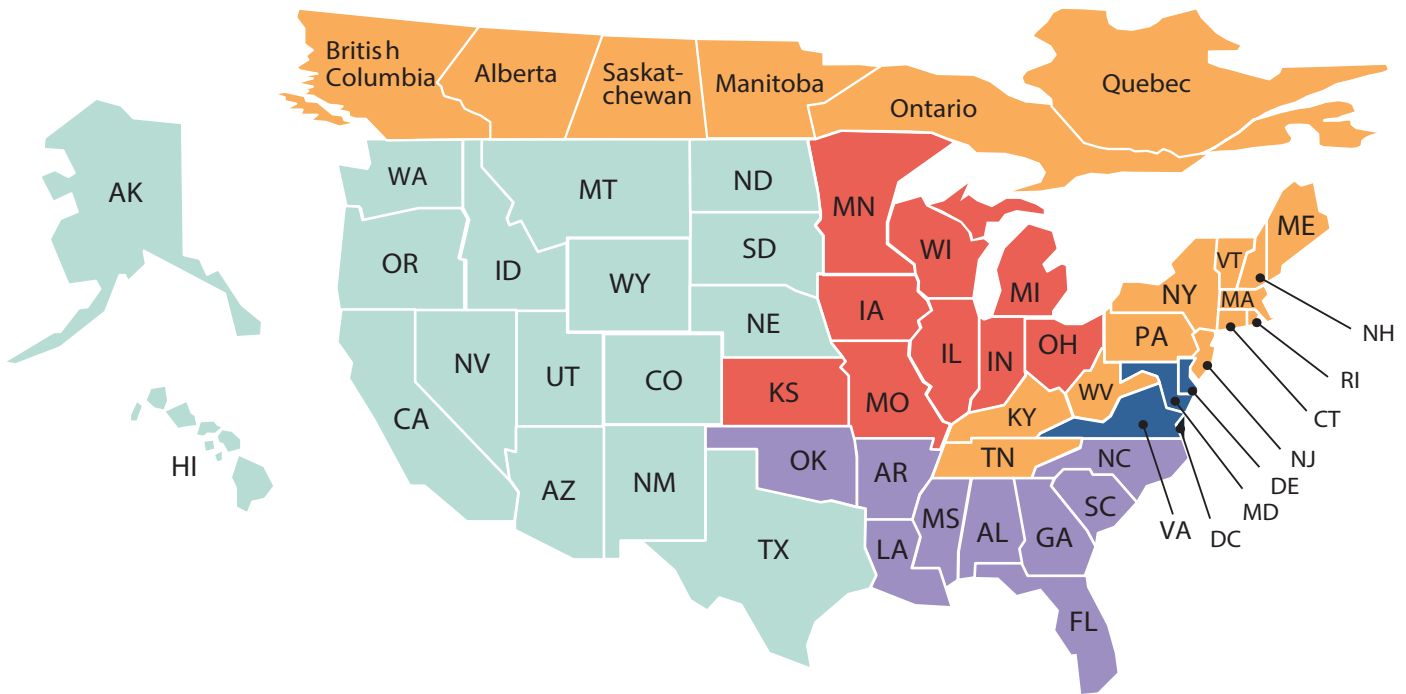 British
Columbia
Alberta
Saskat-
chewan
Manitoba
Ontario
Quebec
AK
WA
MT
ND
MN
OR
ID
WY
SD
WI
MI
ME
VT
NY
MA
NH
NV
UT
CO
NE
IA
IL
IN
OH
PA
RI
CT
CA
KS
MO
KY
WV
NJ
DE
MD
DC
VA
HI
AZ
NM
OK
AR
TN
NC
SC
TX
LA
MS
AL
GA
FL